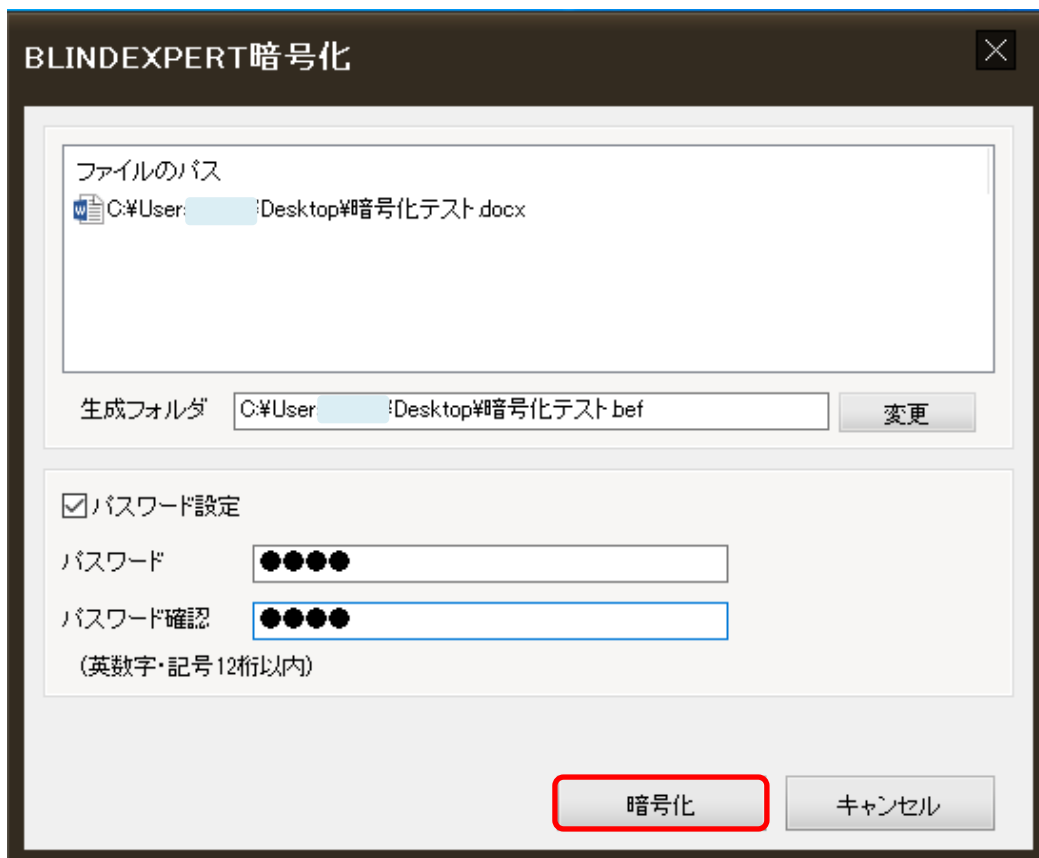 BLINDEXPERT暗号化
ファイルのパス
C:¥User ¥Desktop¥暗号化テスト.docx
生成フォルダ C:¥User ¥Desktop¥暗号化テスト.bef 変更
パスワード設定
パスワード ●●●●
パスワード確認 ●●●●
(英数字・記号12桁以内)
暗号化 キャンセル